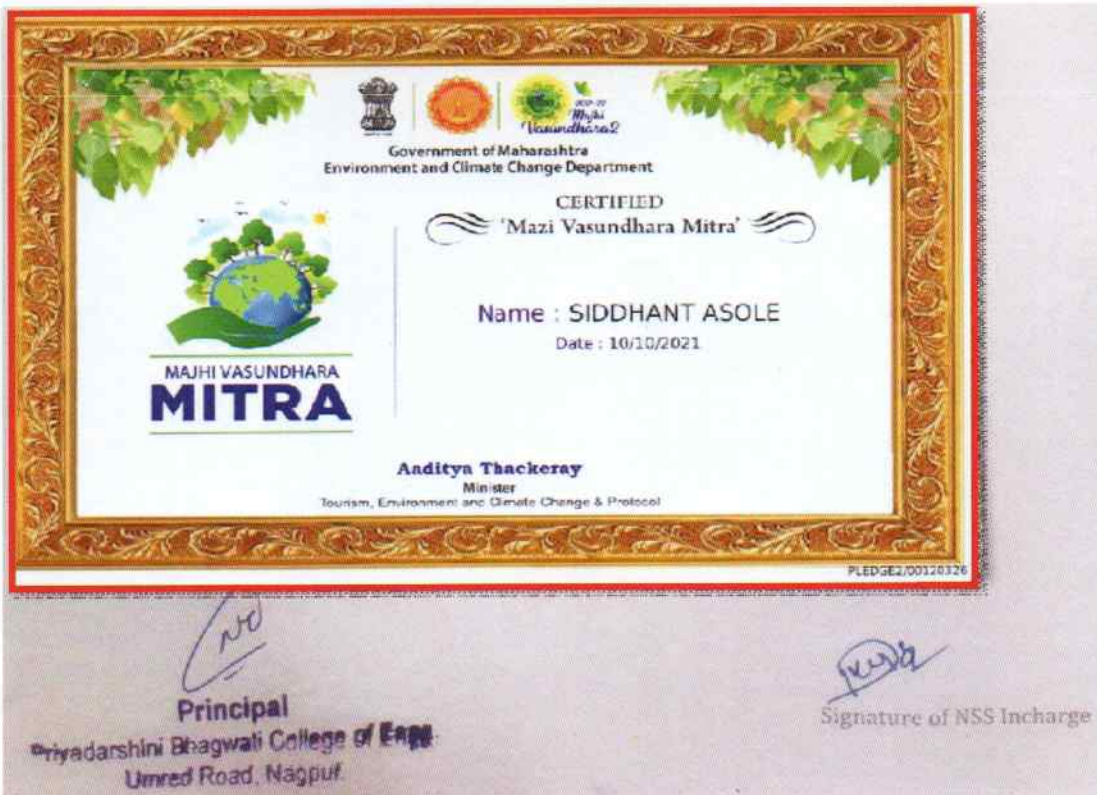 Majhi
Vasundhara2
Government of Maharashtra
Environment and Climate Change Department
CERTIFIED
'Mazi Vasundhara Mitra'
Name : SIDDHANT ASOLE
Date : 10/10/2021
MAJHI VASUNDHARA
MITRA
Aaditya Thackeray
Minister
Tourism, Environment and Climate Change & Protocol
PLEDGE2/00120326
Principal
Priyadarshini Bhagwati College of Engg.
Umred Road, Nagpur.
Signature of NSS Incharge